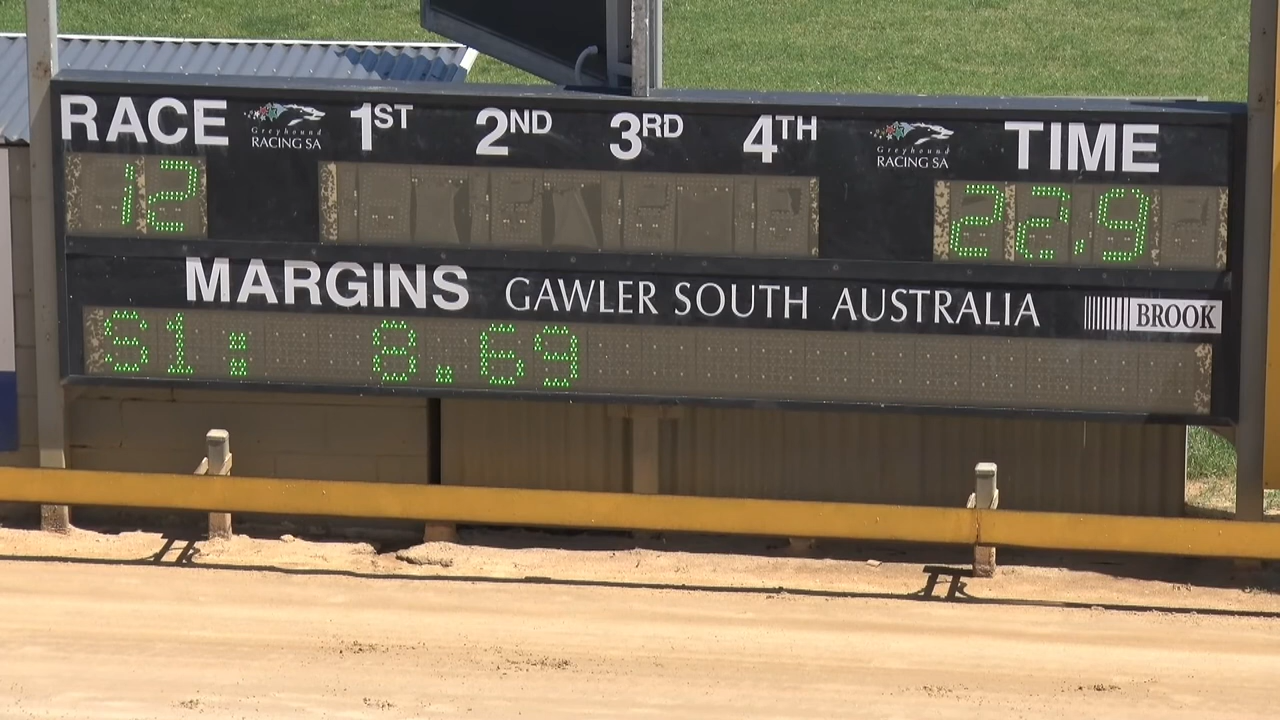 RACE Greyhound RACING SA 1ST 2ND 3RD 4TH Greyhound RACING SA TIME
12 22.9
MARGINS GAWLER SOUTH AUSTRALIA BROOK
S1: 8.69